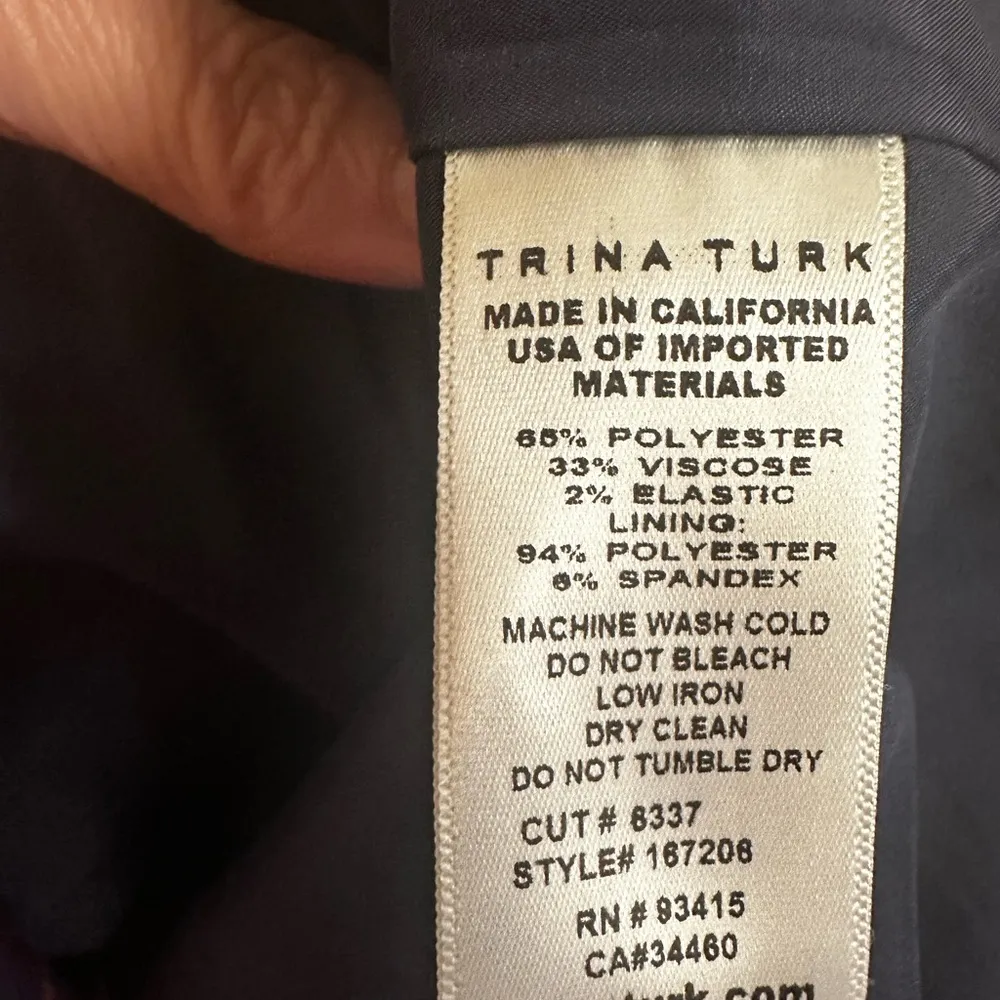 TRINA TURK
MADE IN CALIFORNIA
USA OF IMPORTED
MATERIALS
65% POLYESTER
33% VISCOSE
2% ELASTIC
LINING:
94% POLYESTER
6% SPANDEX
MACHINE WASH COLD
DO NOT BLEACH
LOW IRON
DRY CLEAN
DO NOT TUMBLE DRY
CUT # 6337
STYLE# 167206
RN # 93415
CA#34460